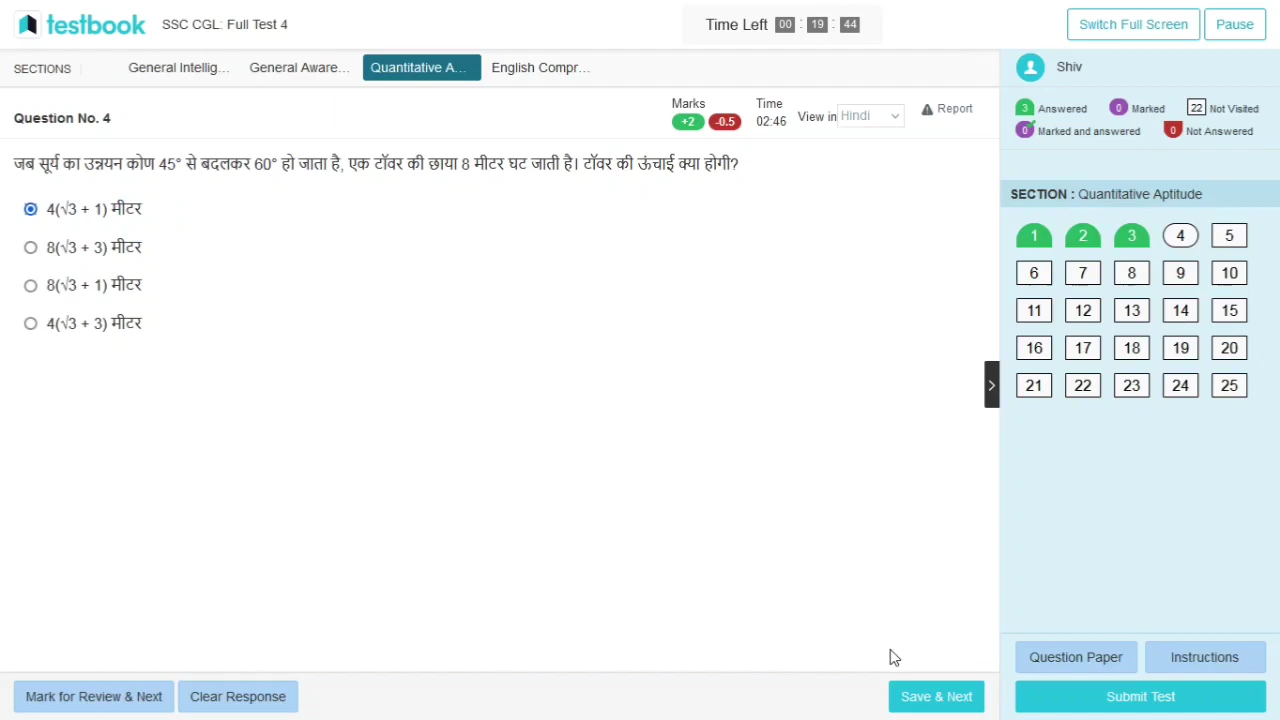 testbook SSC CGL: Full Test 4 Time Left 00 : 19 : 44 Switch Full Screen Pause
SECTIONS General Intellig... General Aware... Quantitative A... English Compr...
Shiv
Question No. 4
Marks
+2 -0.5
Time
02:46
View in Hindi
Report
3 Answered 0 Marked 22 Not Visited
0 Marked and answered 0 Not Answered
जब सूर्य का उन्नयन कोण 45° से बदलकर 60° हो जाता है, एक टॉवर की छाया 8 मीटर घट जाती है। टॉवर की ऊंचाई क्या होगी?
4(√3 + 1) मीटर
8(√3 + 3) मीटर
8(√3 + 1) मीटर
4(√3 + 3) मीटर
SECTION : Quantitative Aptitude
1 2 3 4 5
6 7 8 9 10
11 12 13 14 15
16 17 18 19 20
21 22 23 24 25
Question Paper Instructions
Mark for Review & Next Clear Response Save & Next Submit Test